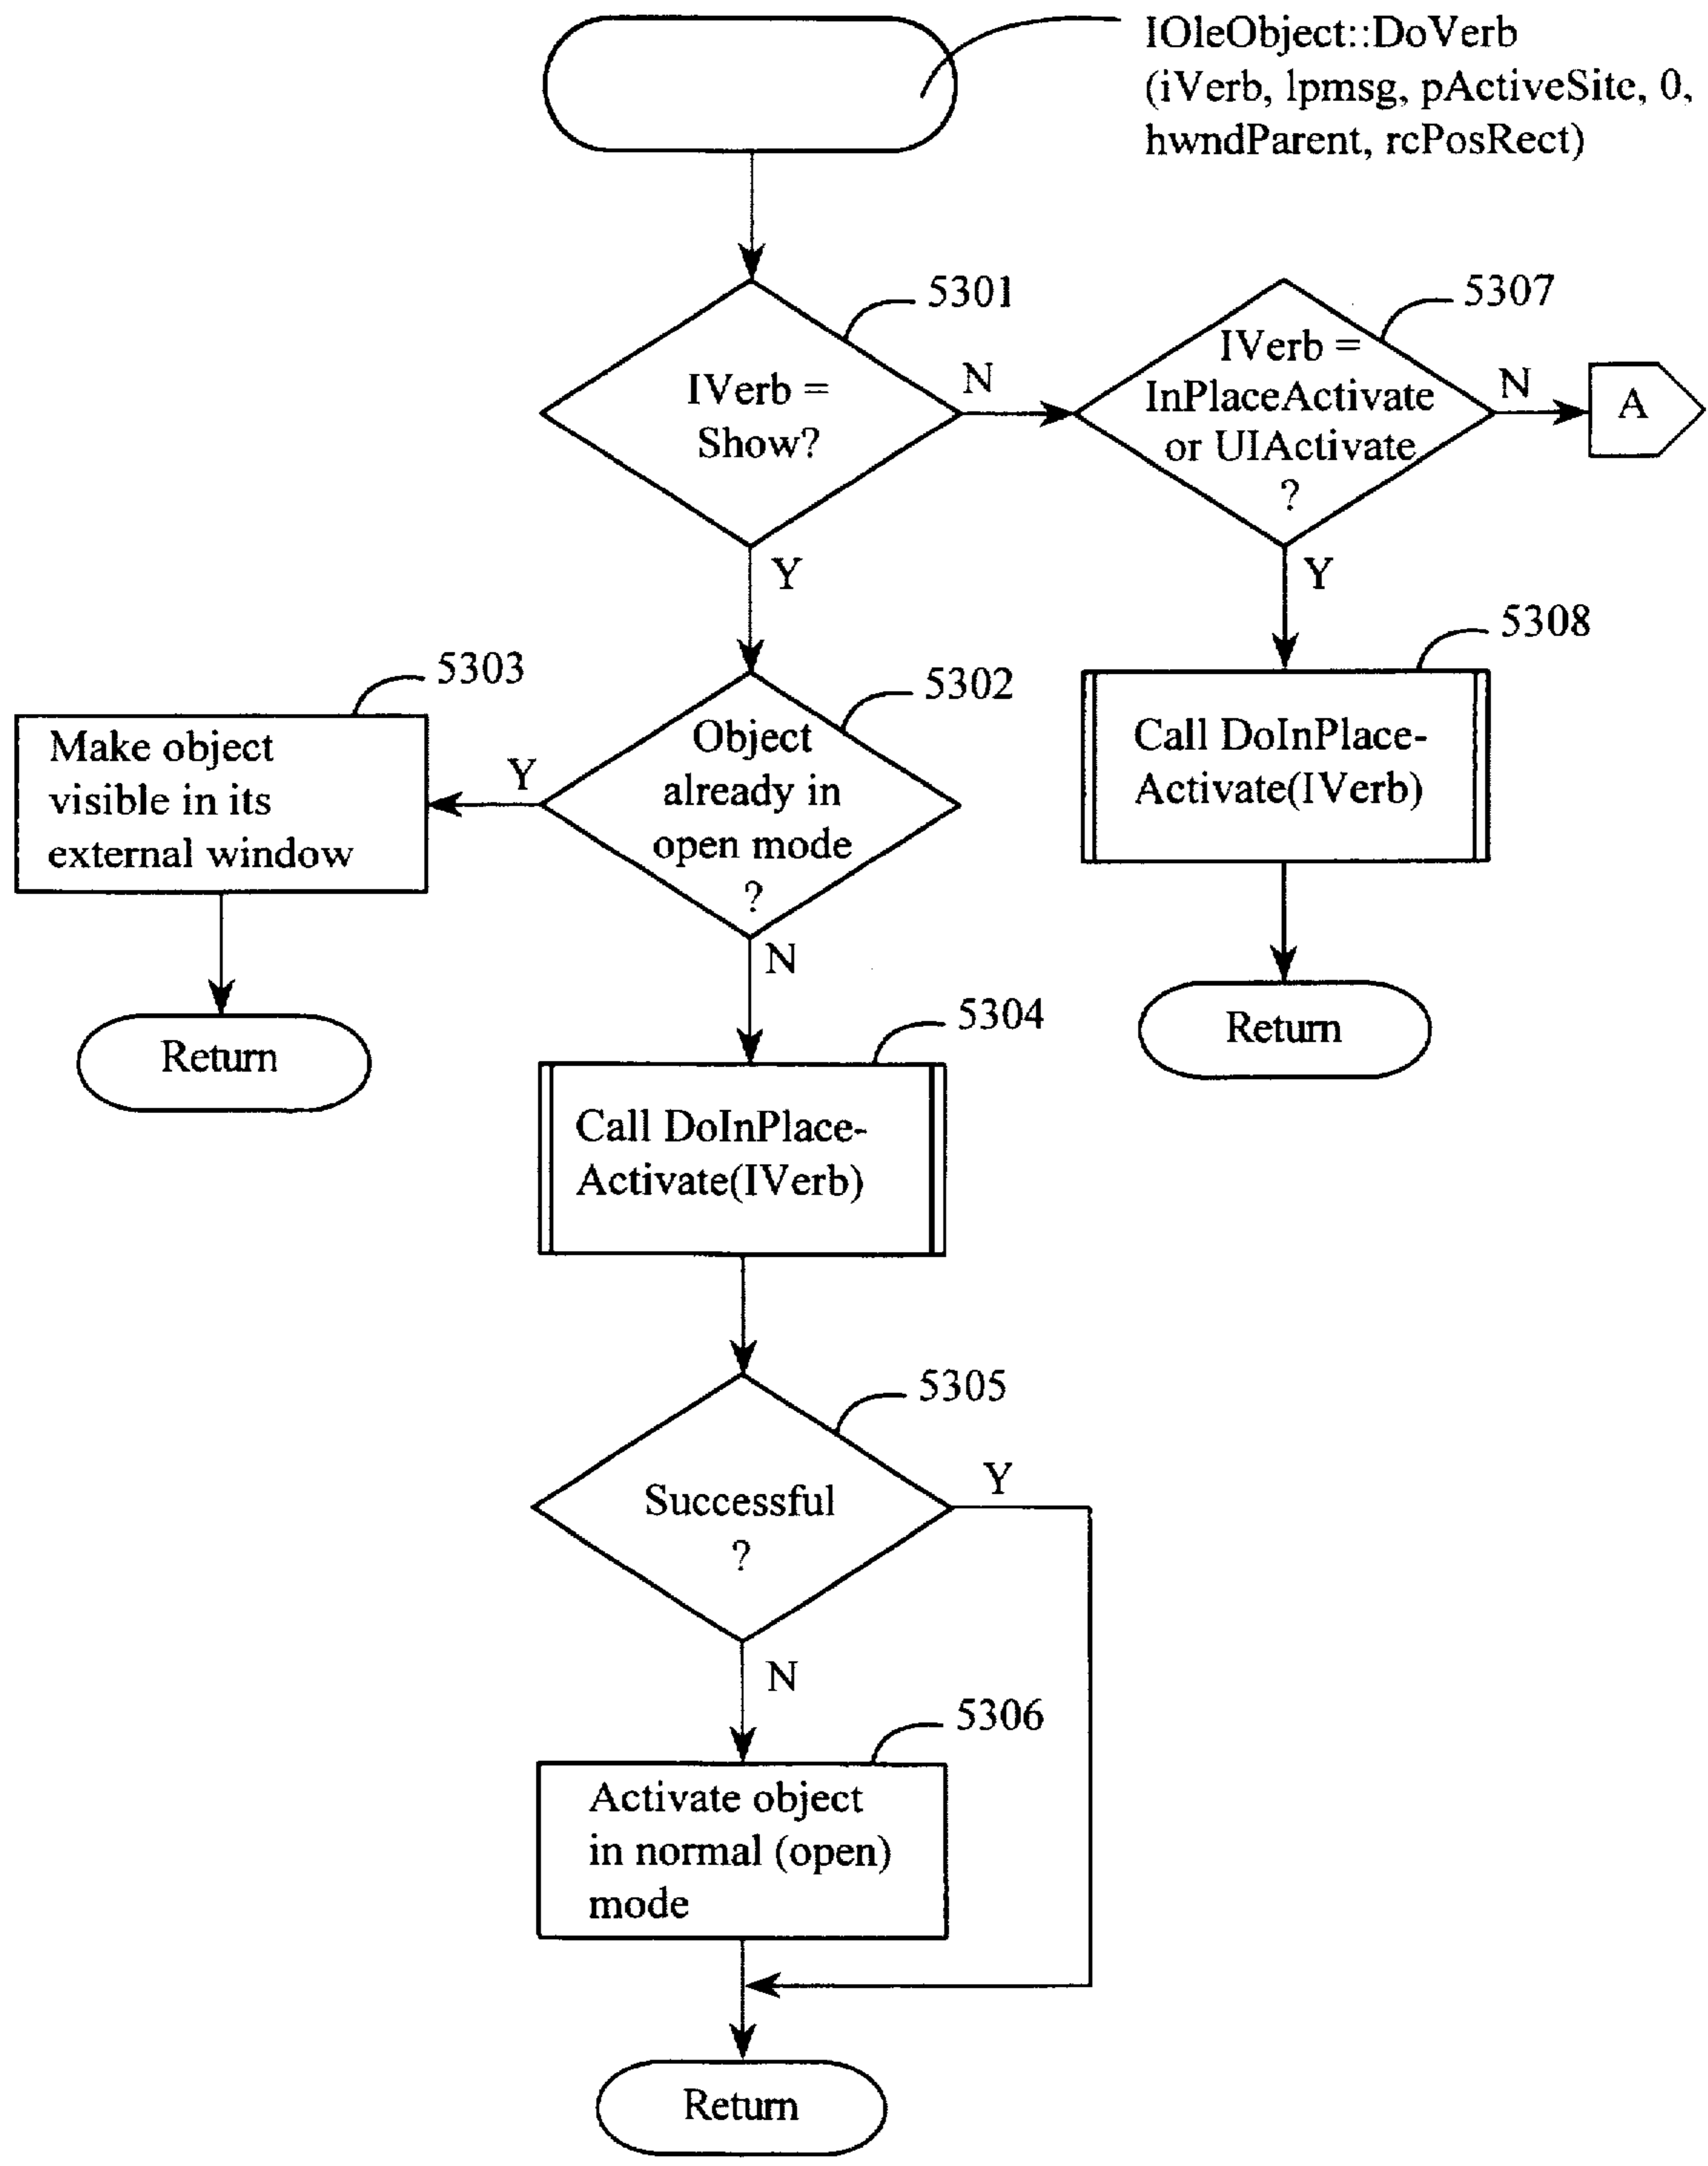 IOleObject::DoVerb
(iVerb, lpmsg, pActiveSite, 0,
hwndParent, rcPosRect)
5301
IVerb =
Show?
N
Y
5307
IVerb =
InPlaceActivate
or UIActivate
?
N
A
Y
5308
Call DoInPlace-
Activate(IVerb)
Return
5302
Object
already in
open mode
?
Y
N
5303
Make object
visible in its
external window
Return
5304
Call DoInPlace-
Activate(IVerb)
5305
Successful
?
Y
N
5306
Activate object
in normal (open)
mode
Return